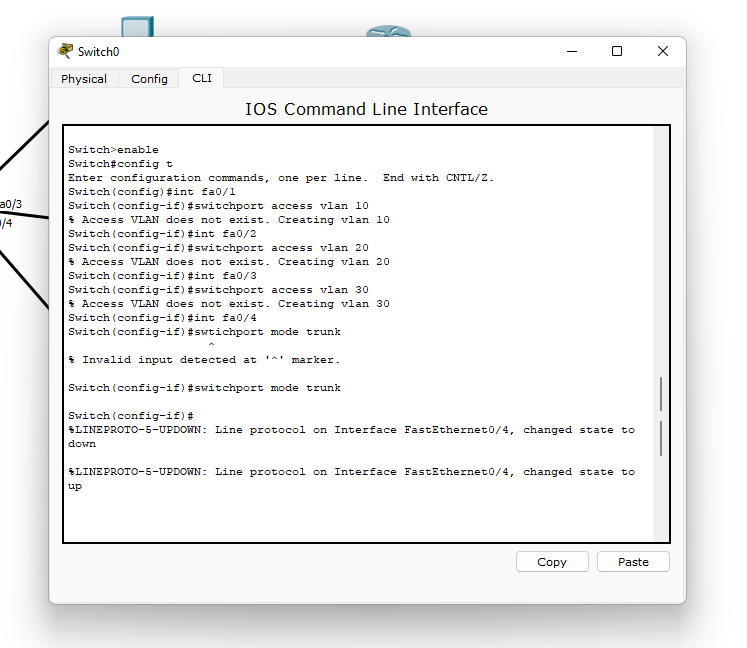 Switch0
Physical Config CLI
IOS Command Line Interface
Switch>enable
Switch#config t
Enter configuration commands, one per line.  End with CNTL/Z.
Switch(config)#int fa0/1
Switch(config-if)#switchport access vlan 10
% Access VLAN does not exist. Creating vlan 10
Switch(config-if)#int fa0/2
Switch(config-if)#switchport access vlan 20
% Access VLAN does not exist. Creating vlan 20
Switch(config-if)#int fa0/3
Switch(config-if)#switchport access vlan 30
% Access VLAN does not exist. Creating vlan 30
Switch(config-if)#int fa0/4
Switch(config-if)#swtichport mode trunk
^
% Invalid input detected at '^' marker.
Switch(config-if)#switchport mode trunk
Switch(config-if)#
%LINEPROTO-5-UPDOWN: Line protocol on Interface FastEthernet0/4, changed state to
down
%LINEPROTO-5-UPDOWN: Line protocol on Interface FastEthernet0/4, changed state to
up
a0/3
/4
Copy Paste